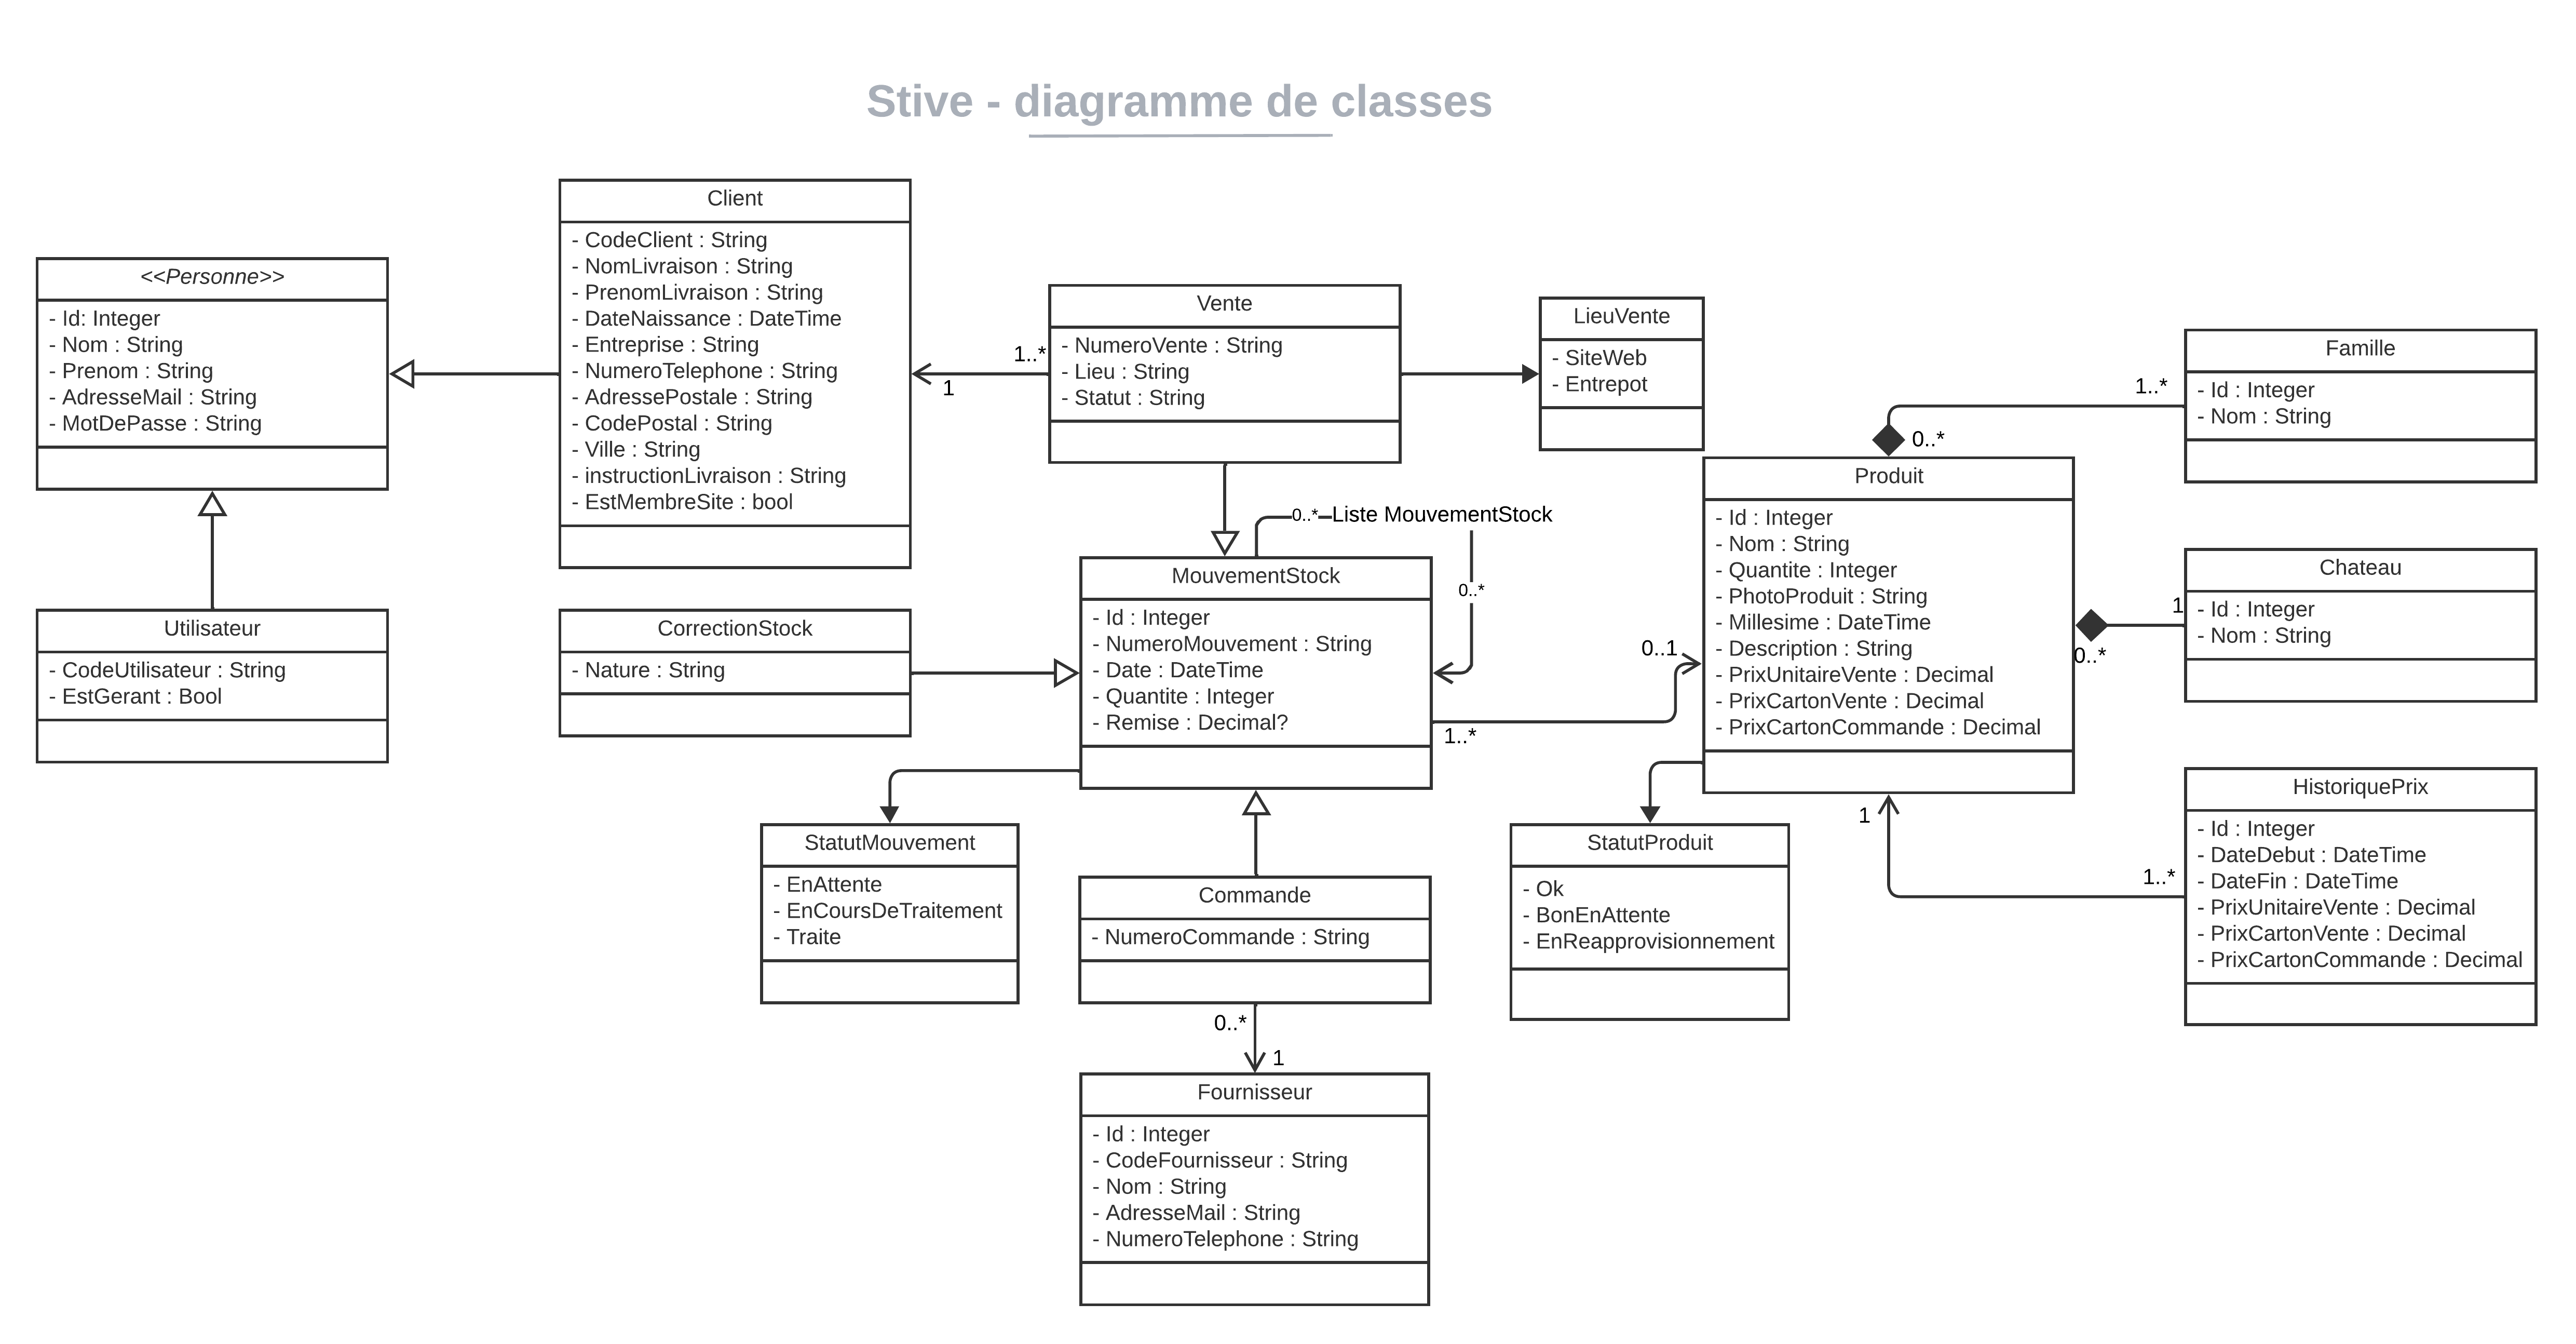 Stive - diagramme de classes
<<Personne>>
- Id: Integer
- Nom : String
- Prenom : String
- AdresseMail : String
- MotDePasse : String
Utilisateur
- CodeUtilisateur : String
- EstGerant : Bool
Client
- CodeClient : String
- NomLivraison : String
- PrenomLivraison : String
- DateNaissance : DateTime
- Entreprise : String
- NumeroTelephone : String
- AdressePostale : String
- CodePostal : String
- Ville : String
- instructionLivraison : String
- EstMembreSite : bool
1
1..*
Vente
- NumeroVente : String
- Lieu : String
- Statut : String
LieuVente
- SiteWeb
- Entrepot
CorrectionStock
- Nature : String
0..*
Liste MouvementStock
0..*
MouvementStock
- Id : Integer
- NumeroMouvement : String
- Date : DateTime
- Quantite : Integer
- Remise : Decimal?
1..*
0..1
StatutMouvement
- EnAttente
- EnCoursDeTraitement
- Traite
Commande
- NumeroCommande : String
0..*
1
Fournisseur
- Id : Integer
- CodeFournisseur : String
- Nom : String
- AdresseMail : String
- NumeroTelephone : String
Produit
- Id : Integer
- Nom : String
- Quantite : Integer
- PhotoProduit : String
- Millesime : DateTime
- Description : String
- PrixUnitaireVente : Decimal
- PrixCartonVente : Decimal
- PrixCartonCommande : Decimal
StatutProduit
- Ok
- BonEnAttente
- EnReapprovisionnement
0..*
1..*
Famille
- Id : Integer
- Nom : String
0..*
1
Chateau
- Id : Integer
- Nom : String
1
1..*
HistoriquePrix
- Id : Integer
- DateDebut : DateTime
- DateFin : DateTime
- PrixUnitaireVente : Decimal
- PrixCartonVente : Decimal
- PrixCartonCommande : Decimal